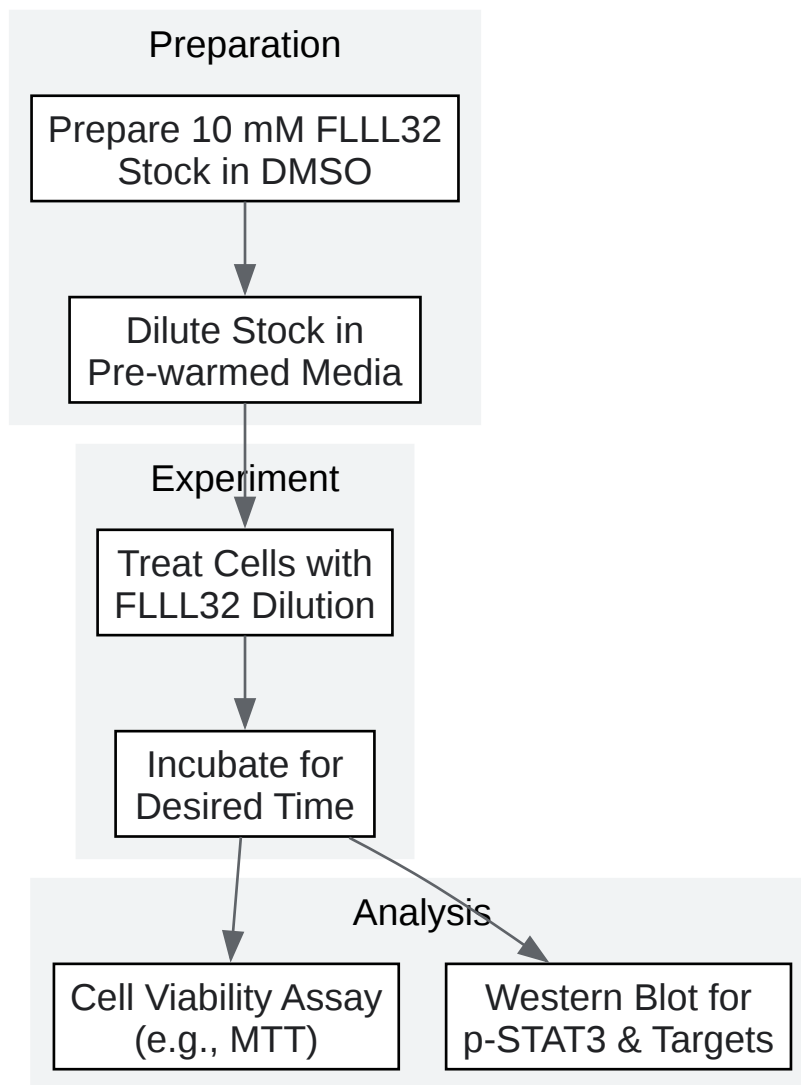 Preparation
Prepare 10 mM FLLL32
Stock in DMSO
Dilute Stock in
Pre-warmed Media
Experiment
Treat Cells with
FLLL32 Dilution
Incubate for
Desired Time
Analysis
Cell Viability Assay
(e.g., MTT)
Western Blot for
p-STAT3 & Targets